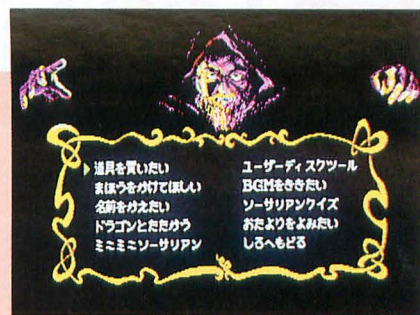 道具を買いたい
まほうをかけてほしい
名前をかえたい
ドラゴンとたたかう
ミニミニソーサリアン
ユーザーディスクツール
BGMをききたい
ソーサリアンクイズ
おたよりをよみたい
しろへもどる